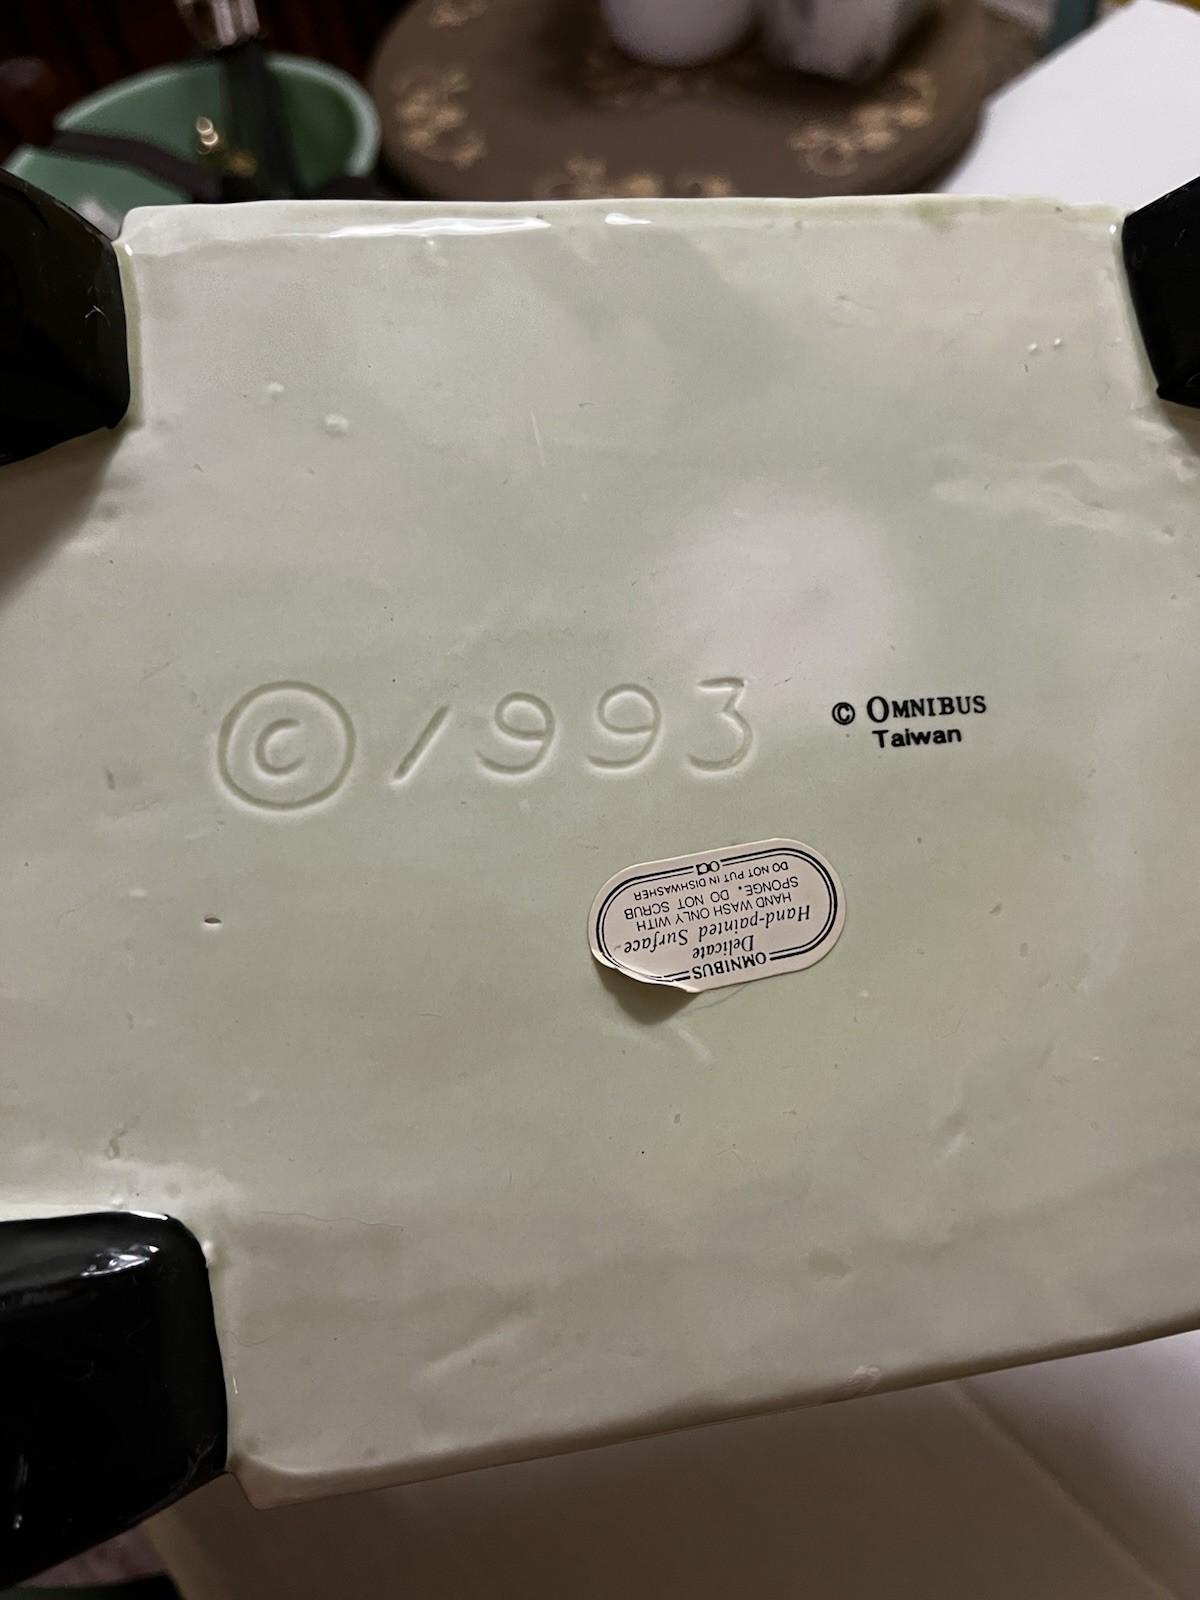 © 1993
© OMNIBUS
Taiwan
OMNIBUS
Delicate
Hand-painted Surface
HAND WASH ONLY WITH
SPONGE. DO NOT SCRUB
DO NOT PUT IN DISHWASHER
OCI